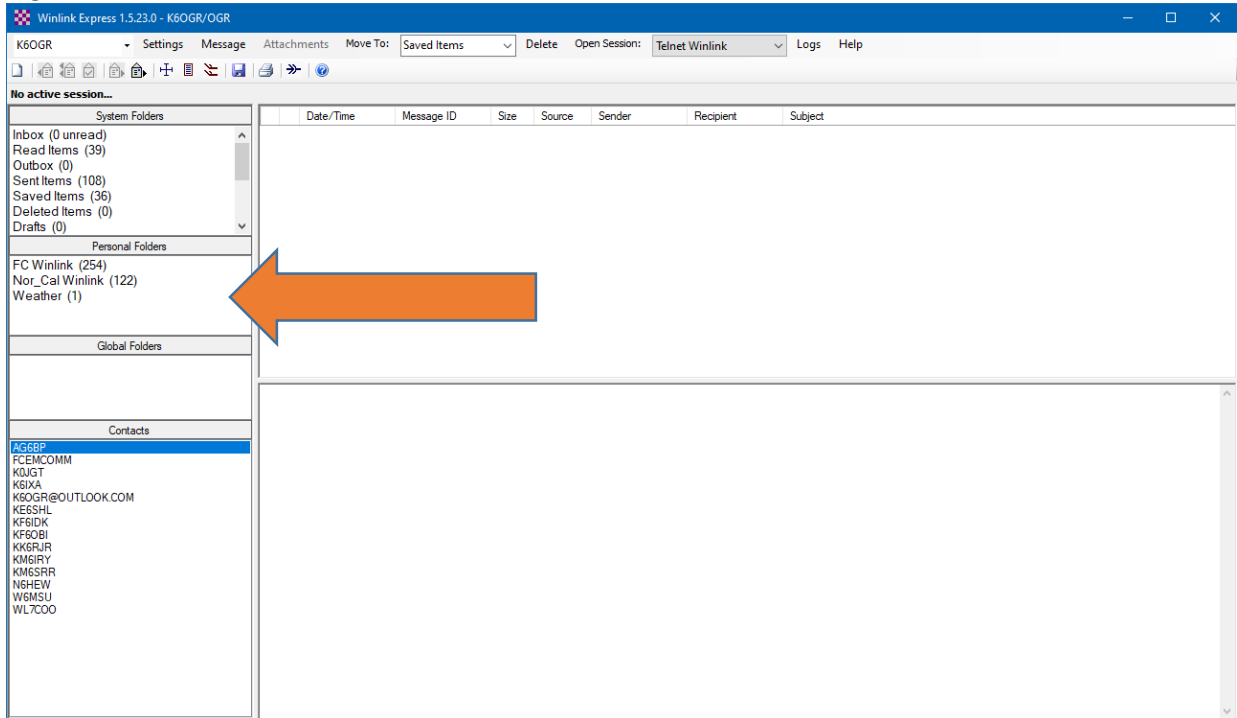 Winlink Express 1.5.23.0 - K6OGR/OGR
K6OGR Settings Message Attachments Move To: Saved Items Delete Open Session: Telnet Winlink Logs Help
No active session...
System Folders
Inbox (0 unread)
Read Items (39)
Outbox (0)
Sent Items (108)
Saved Items (36)
Deleted Items (0)
Drafts (0)
Personal Folders
FC Winlink (254)
Nor_Cal Winlink (122)
Weather (1)
Global Folders
Contacts
AG6BP
FCEMCOMM
K0JGT
K6IXA
K6OGR@OUTLOOK.COM
KE6SHL
KF6IDK
KF6OBI
KK6RJR
KM6IRY
KM6SRR
N6HEW
W6MSU
WL7COO
Date/Time Message ID Size Source Sender Recipient Subject